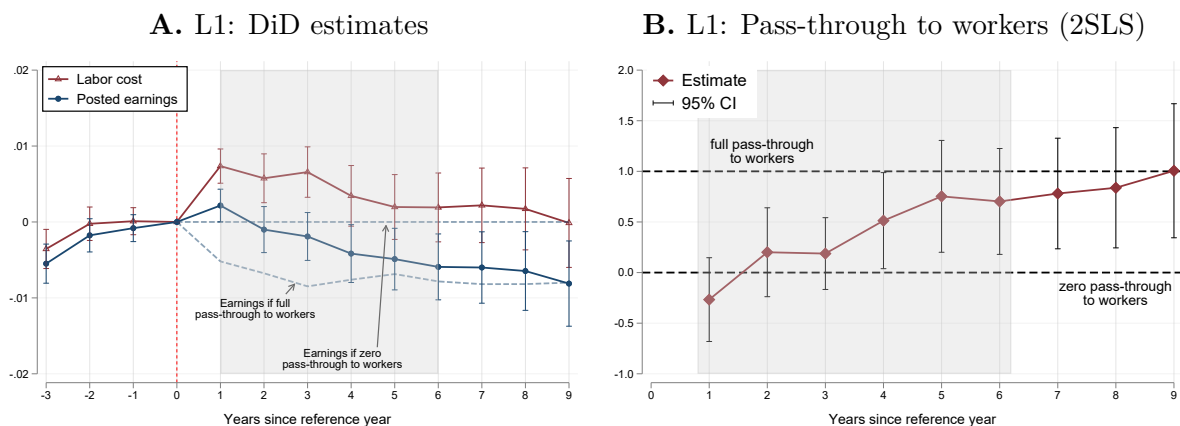 A. L1: DiD estimates
.02
.01
0
-.01
-.02
Labor cost
Posted earnings
Earnings if full
pass-through to workers
Earnings if zero
pass-through to workers
-3 -2 -1 0 1 2 3 4 5 6 7 8 9
Years since reference year
B. L1: Pass-through to workers (2SLS)
2.0
1.5
1.0
0.5
0.0
-0.5
-1.0
Estimate
95% CI
full pass-through
to workers
zero pass-through
to workers
0 1 2 3 4 5 6 7 8 9
Years since reference year